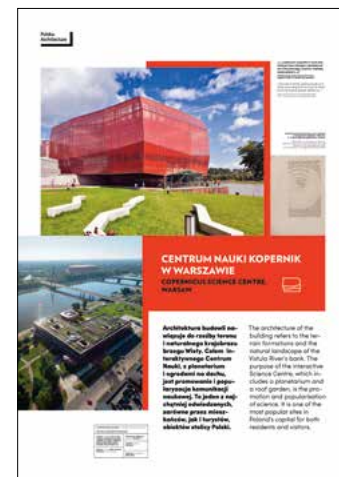 Polska
Architektura
CENTRUM NAUKI KOPERNIK
W WARSZAWIE
COPERNICUS SCIENCE CENTRE,
WARSAW
Architektura budowli na-
wiązuje do rzeźby terenu
i naturalnego krajobrazu
brzegu Wisły. Celem in-
teraktywnego Centrum
Nauki, z planetarium
i ogrodami na dachu,
jest promowanie i popu-
laryzacja komunikacji
naukowej. To jeden z naj-
chętniej odwiedzanych,
zarówno przez miesz-
kańców, jak i turystów,
obiektów stolicy Polski.
The architecture of the
building refers to the ter-
rain formations and the
natural landscape of the
Vistula River's bank. The
purpose of the interactive
Science Centre, which in-
cludes a planetarium and
a roof garden, is the pro-
motion and popularisation
of science. It is one of the
most popular sites in
Poland's capital for both
residents and visitors.